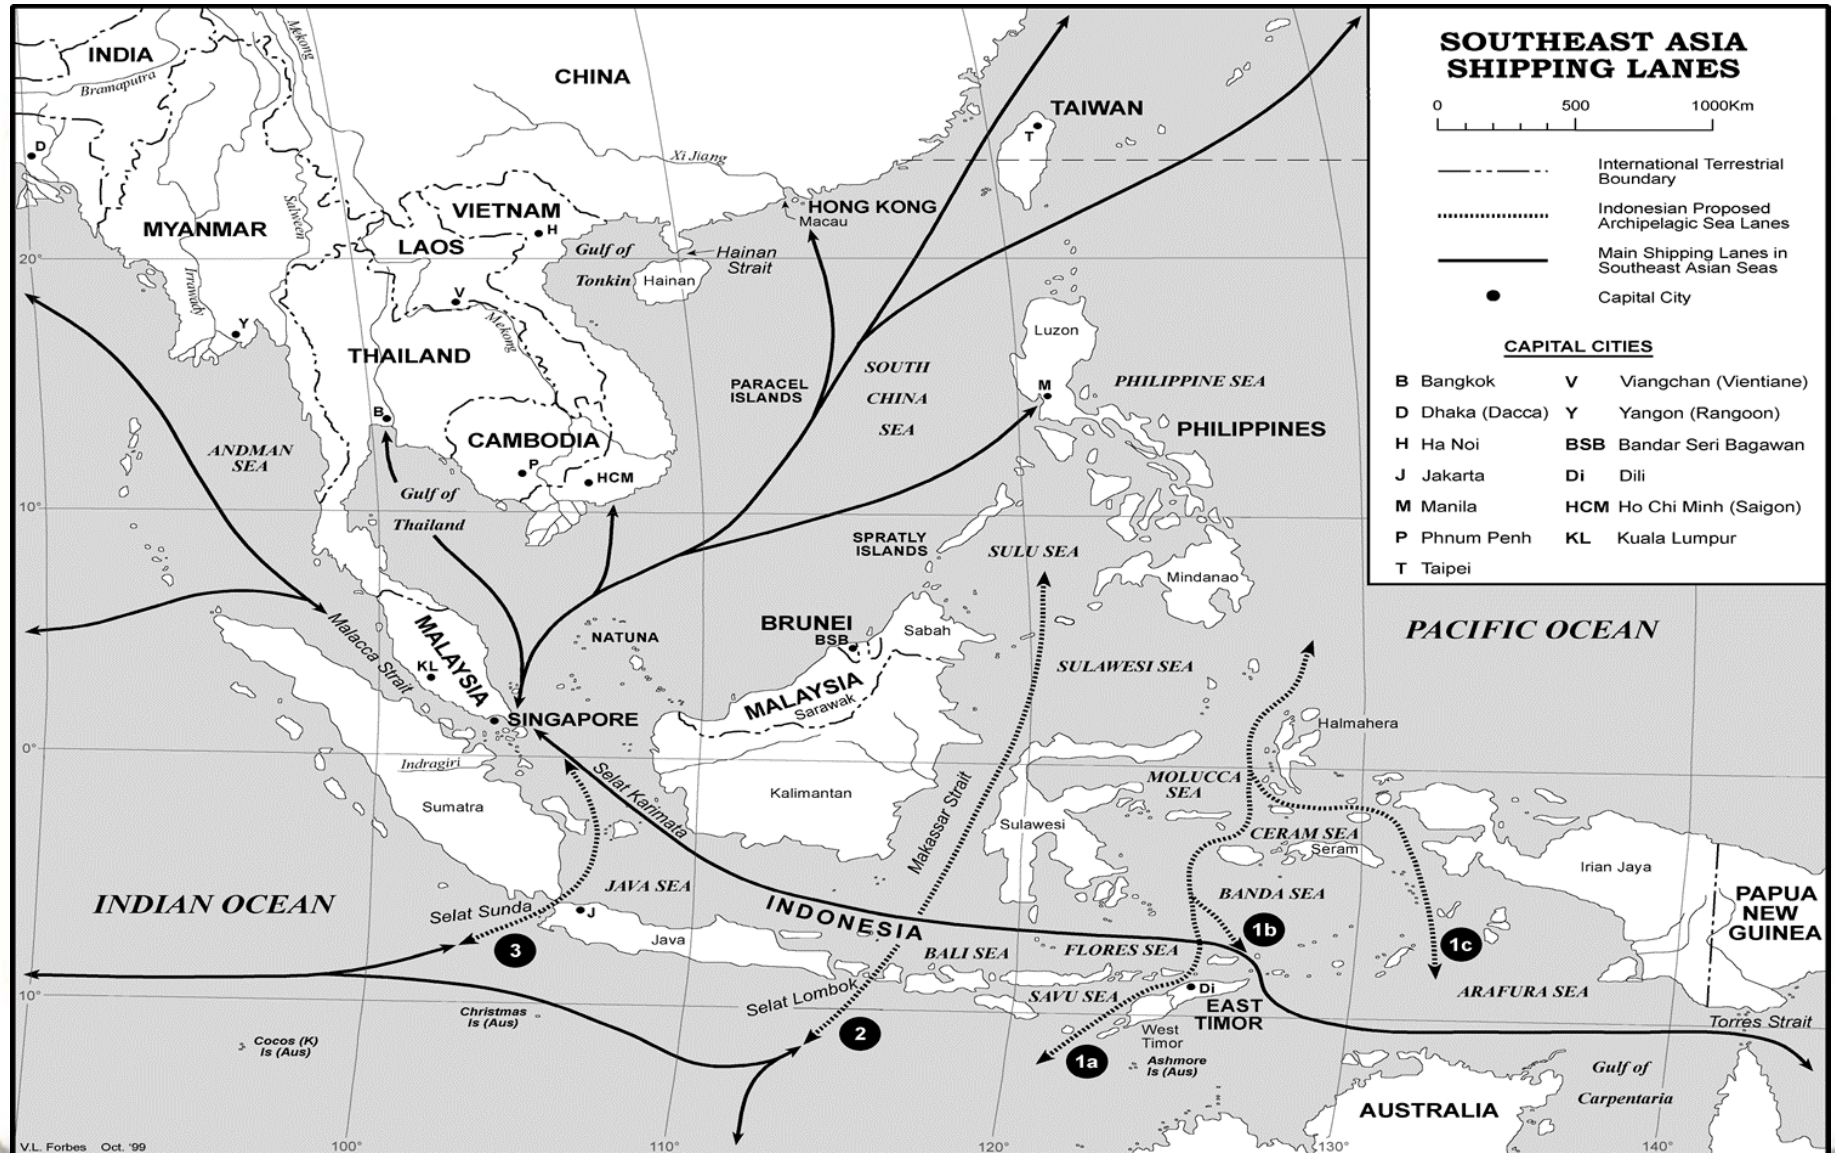 SOUTHEAST ASIA
SHIPPING LANES
0 500 1000Km
International Terrestrial
Boundary
Indonesian Proposed
Archipelagic Sea Lanes
Main Shipping Lanes in
Southeast Asian Seas
Capital City
CAPITAL CITIES
B Bangkok V Viangchan (Vientiane)
D Dhaka (Dacca) Y Yangon (Rangoon)
H Ha Noi BSB Bandar Seri Bagawan
J Jakarta Di Dili
M Manila HCM Ho Chi Minh (Saigon)
P Phnum Penh KL Kuala Lumpur
T Taipei
INDIA
Bramaputra
Mekong
CHINA
TAIWAN
T
D
Xi Jiang
Salween
MYANMAR
VIETNAM
H
LAOS
HONG KONG
Macau
Gulf of
Tonkin
Hainan
Strait
Hainan
20°
Irrawady
Y
V
Mekong
Luzon
THAILAND
SOUTH
CHINA
SEA
PARACEL
ISLANDS
M
PHILIPPINE SEA
B
PHILIPPINES
ANDMAN
SEA
CAMBODIA
P
HCM
Gulf of
Thailand
10°
SPRATLY
ISLANDS
SULU SEA
Mindanao
Malacca Strait
MALAYSIA
KL
NATUNA
BRUNEI
BSB
Sabah
PACIFIC OCEAN
SULAWESI SEA
MALAYSIA
Sarawak
SINGAPORE
Halmahera
0°
Indragiri
Selat Karimata
Makassar Strait
MOLUCCA
SEA
Sumatra
Kalimantan
Sulawesi
CERAM SEA
Seram
Irian Jaya
INDIAN OCEAN
JAVA SEA
BANDA SEA
PAPUA
NEW
GUINEA
Selat Sunda
J
INDONESIA
3
Java
BALI SEA
FLORES SEA
1b
1c
10°
Selat Lombok
SAVU SEA
Di
EAST
TIMOR
ARAFURA SEA
Christmas
Is (Aus)
2
West
Timor
Torres Strait
Cocos (K)
Is (Aus)
1a
Ashmore
Is (Aus)
Gulf of
Carpentaria
AUSTRALIA
V.L. Forbes Oct. '99
100° 110° 120° 130° 140°